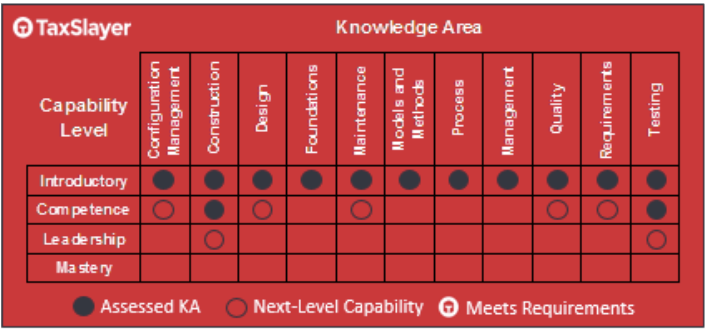 TaxSlayer
Knowledge Area
Capability
Level
Configuration
Management
Construction
Design
Foundations
Maintenance
Models and
Methods
Process
Management
Quality
Requirements
Testing
Introductory
Competence
Leadership
Mastery
Assessed KA Next-Level Capability Meets Requirements